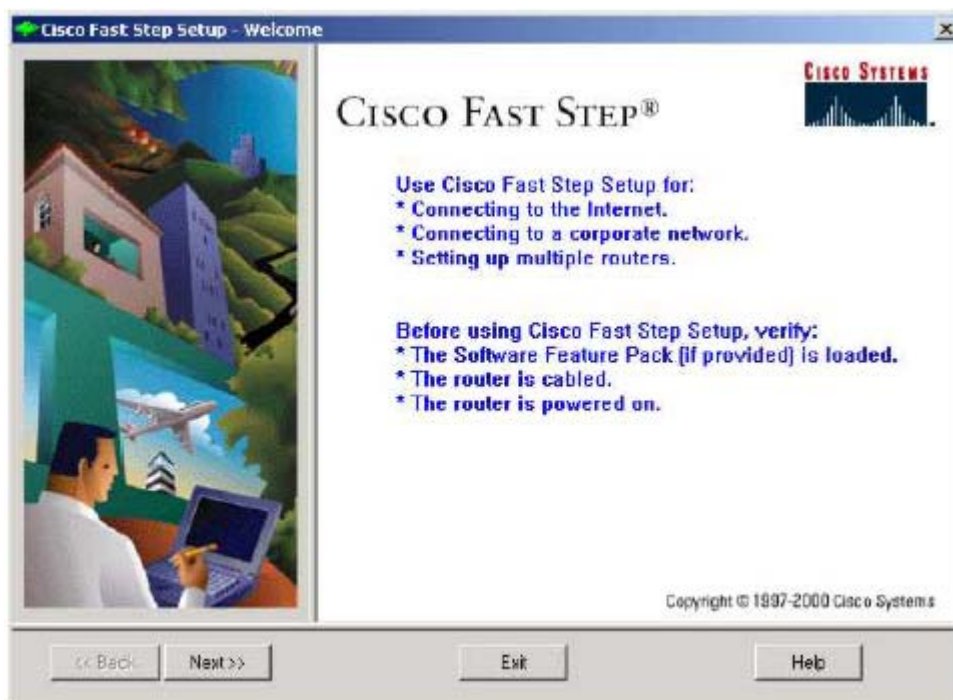 Cisco Fast Step Setup - Welcome
CISCO SYSTEMS
CISCO FAST STEP®
Use Cisco Fast Step Setup for:
* Connecting to the Internet.
* Connecting to a corporate network.
* Setting up multiple routers.
Before using Cisco Fast Step Setup, verify:
* The Software Feature Pack (if provided) is loaded.
* The router is cabled.
* The router is powered on.
Copyright © 1997-2000 Cisco Systems
<< Back Next >> Exit Help